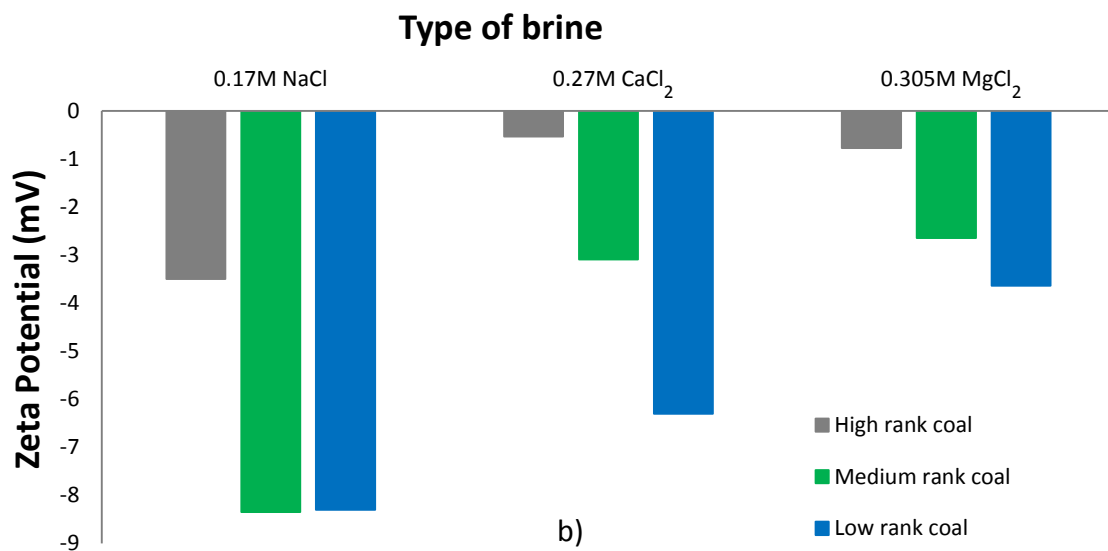 Type of brine
0.17M NaCl
0.27M CaCl2
0.305M MgCl2
Zeta Potential (mV)
0
-1
-2
-3
-4
-5
-6
-7
-8
-9
High rank coal
Medium rank coal
Low rank coal
b)